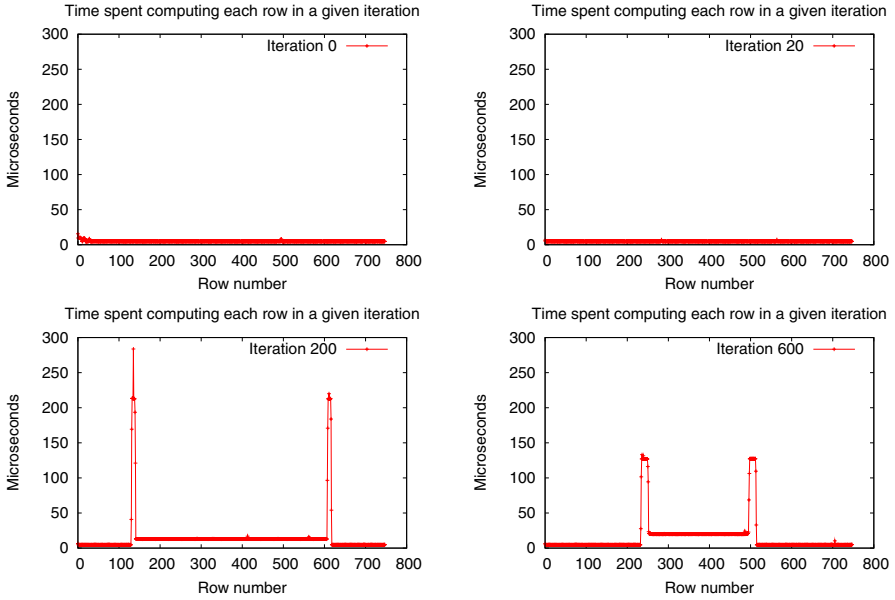 Time spent computing each row in a given iteration
300
250
200
150
100
50
0
Microseconds
Iteration 0
0 100 200 300 400 500 600 700 800
Row number
Time spent computing each row in a given iteration
300
250
200
150
100
50
0
Microseconds
Iteration 20
0 100 200 300 400 500 600 700 800
Row number
Time spent computing each row in a given iteration
300
250
200
150
100
50
0
Microseconds
Iteration 200
0 100 200 300 400 500 600 700 800
Row number
Time spent computing each row in a given iteration
300
250
200
150
100
50
0
Microseconds
Iteration 600
0 100 200 300 400 500 600 700 800
Row number